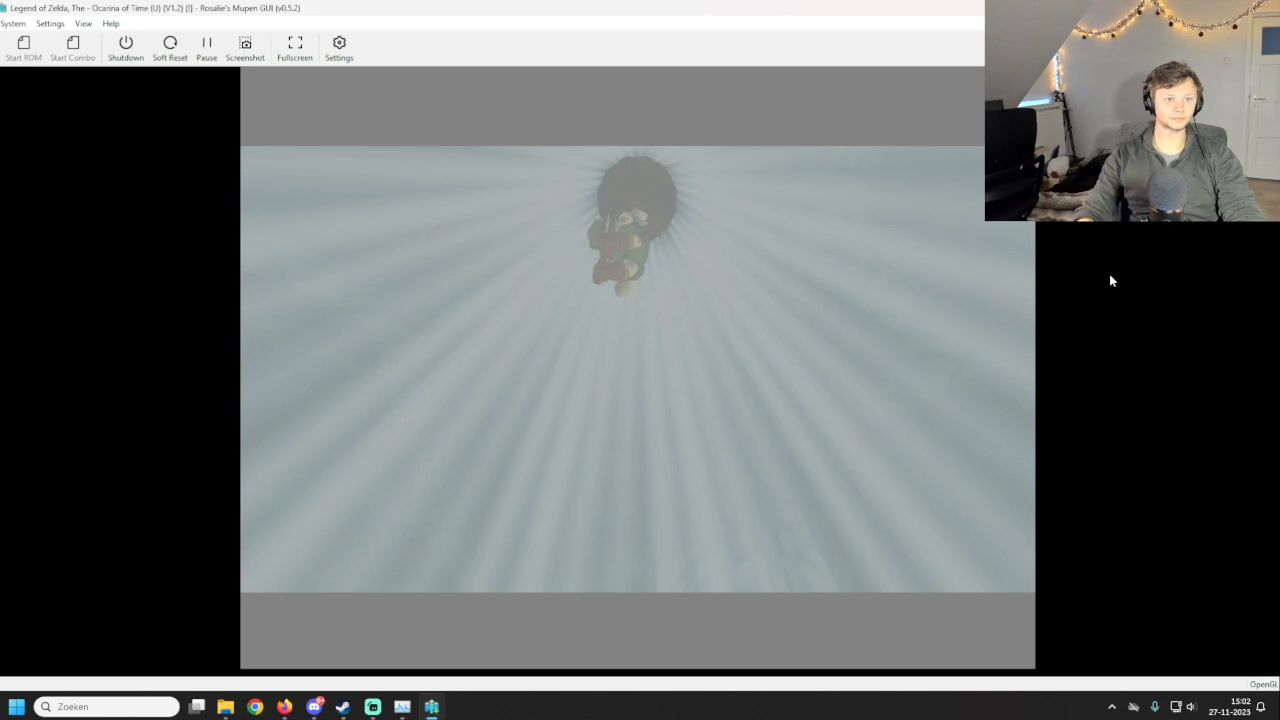 Legend of Zelda, The - Ocarina of Time (U) (V1.2) [!] - Rosalie's Mupen GUI (v0.5.2)
System Settings View Help
Start ROM Start Combo Shutdown Soft Reset Pause Screenshot Fullscreen Settings
OpenGL
Zoeken
15:02
27-11-2023